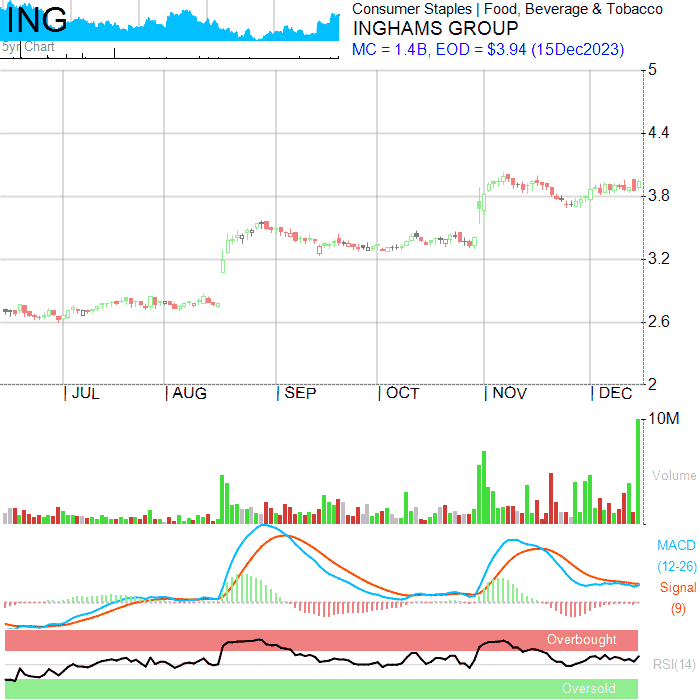 ING
5yr Chart
Consumer Staples | Food, Beverage & Tobacco
INGHAMS GROUP
MC = 1.4B, EOD = $3.94 (15Dec2023)
5
4.4
3.8
3.2
2.6
2
JUL AUG SEP OCT NOV DEC
10M
Volume
MACD
(12-26)
Signal
(9)
Overbought
RSI(14)
Oversold